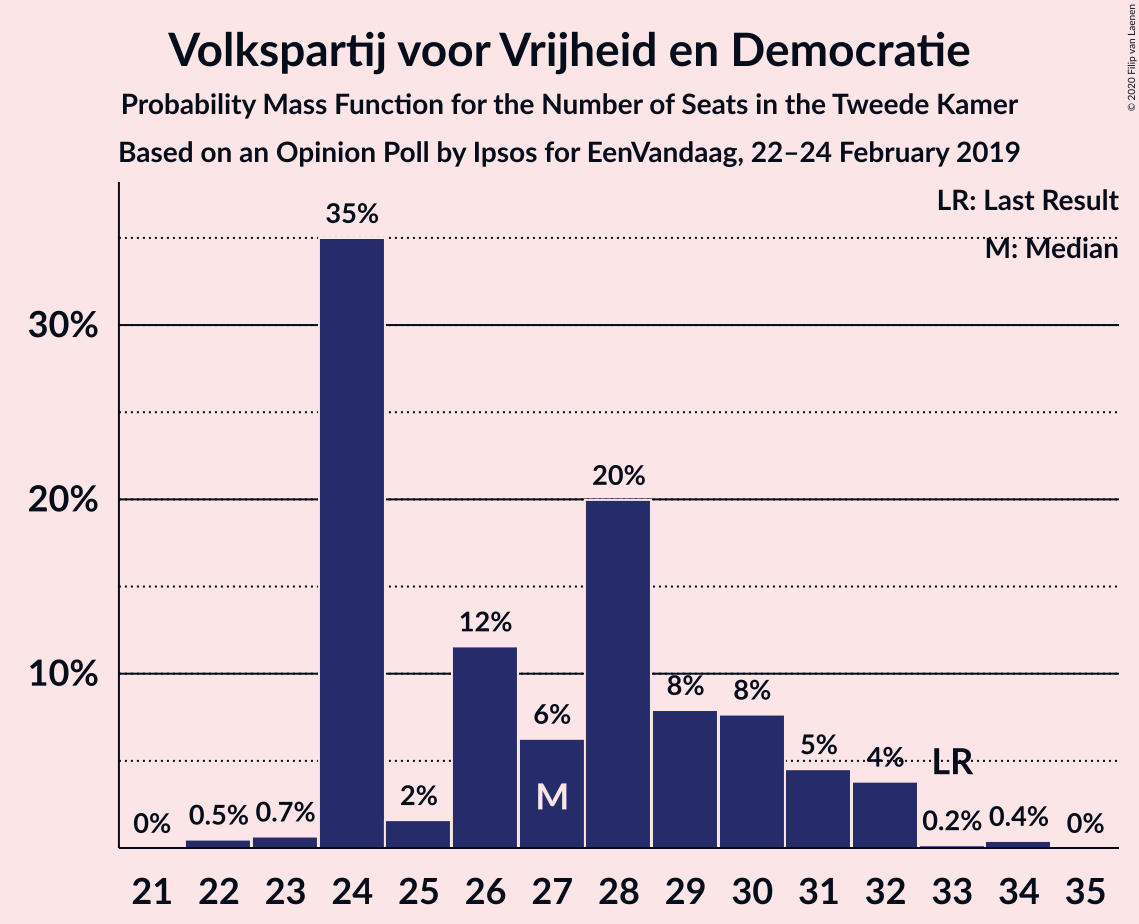 Volkspartij voor Vrijheid en Democratie
Probability Mass Function for the Number of Seats in the Tweede Kamer
Based on an Opinion Poll by Ipsos for EenVandaag, 22–24 February 2019
© 2020 Filip van Laenen
LR: Last Result
M: Median
35%
30%
20%
20%
12%
10%
8%
8%
6%
5%
4%
LR
2%
M
0%
0.5%
0.7%
0.2%
0.4%
0%
21 22 23 24 25 26 27 28 29 30 31 32 33 34 35